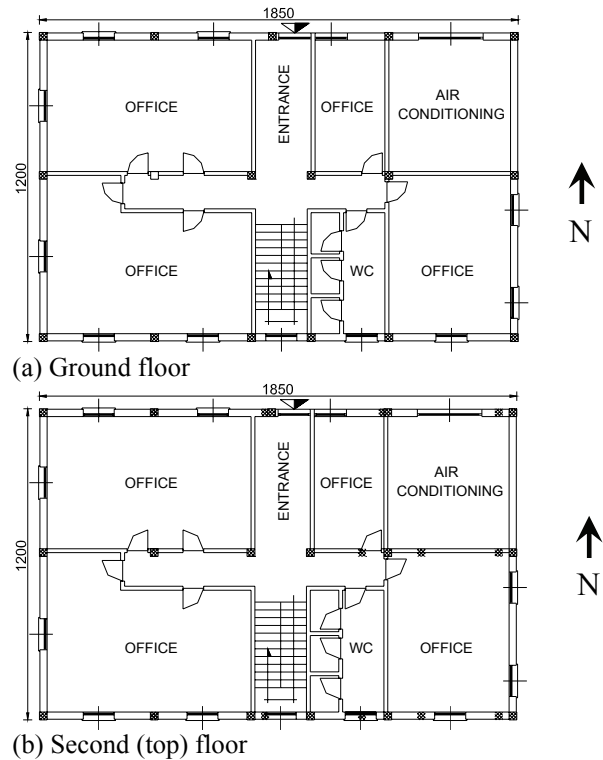 1850
OFFICE
ENTRANCE
OFFICE
AIR
CONDITIONING
1200
N
OFFICE
WC
OFFICE
(a) Ground floor
1850
OFFICE
ENTRANCE
OFFICE
AIR
CONDITIONING
1200
N
OFFICE
WC
OFFICE
(b) Second (top) floor